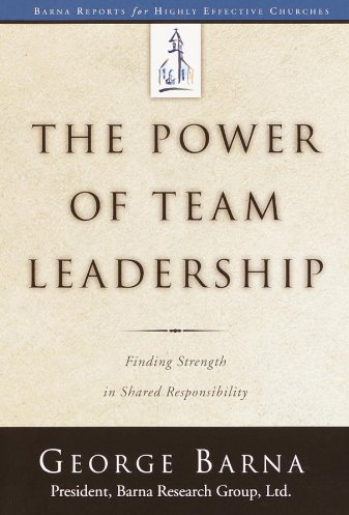 BARNA REPORTS for HIGHLY EFFECTIVE CHURCHES
THE POWER
OF TEAM
LEADERSHIP
Finding Strength
in Shared Responsibility
GEORGE BARNA
President, Barna Research Group, Ltd.